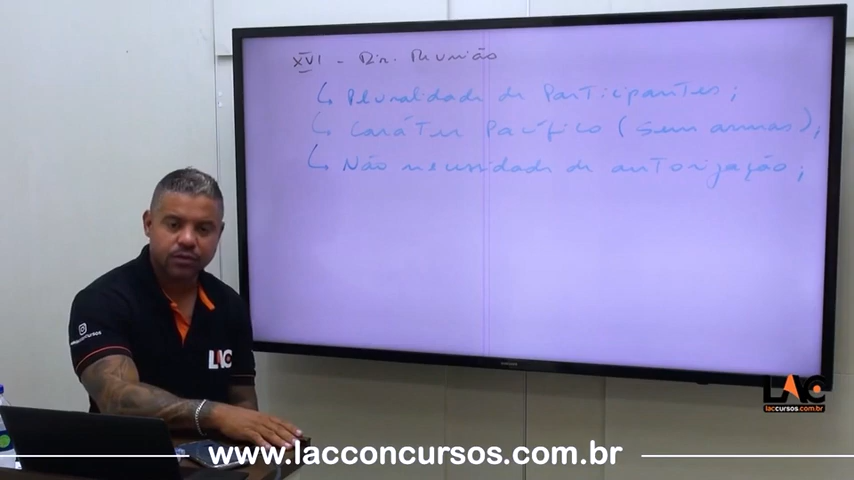 XVI - Dir. Reunião
↳ Pluralidade de Participantes;
↳ Caráter Pacífico (sem armas);
↳ Não necessidade de autorização;
LAC
LAC
laccursos.com.br
www.lacconcursos.com.br